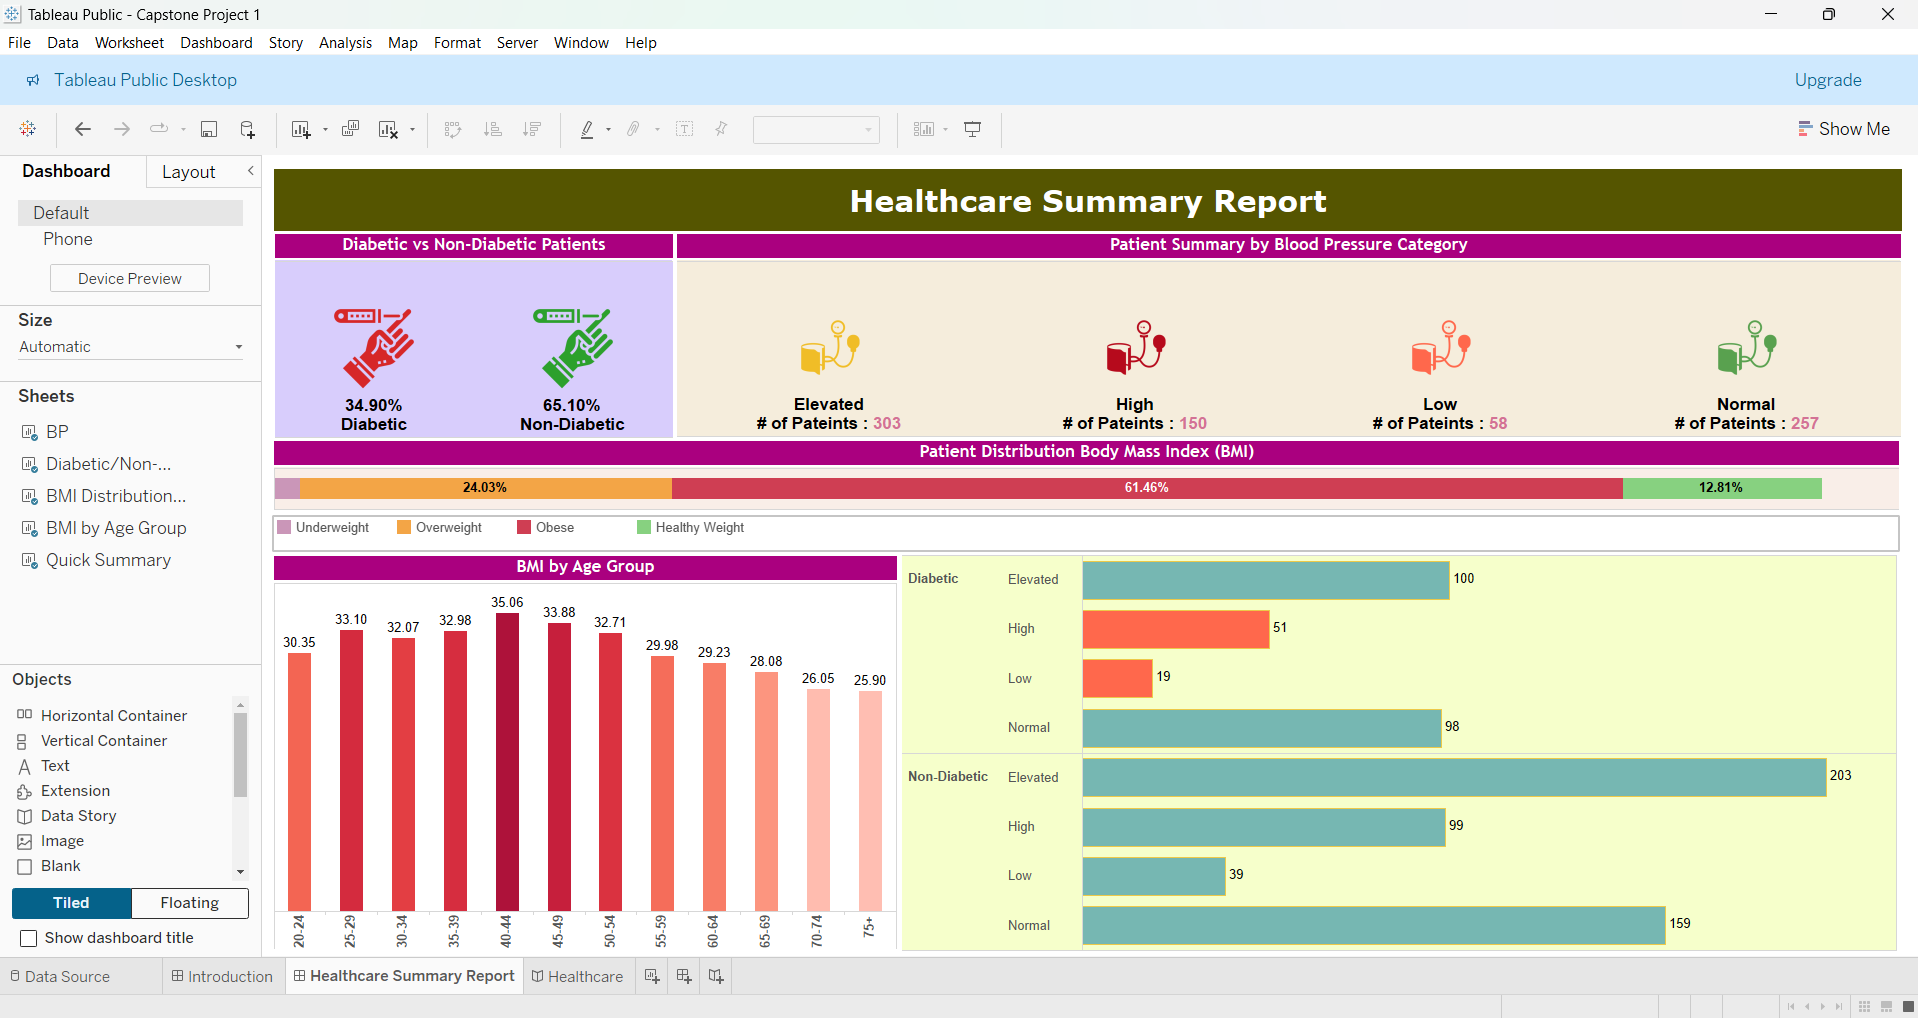 Tableau Public - Capstone Project 1
File Data Worksheet Dashboard Story Analysis Map Format Server Window Help
Tableau Public Desktop
Upgrade
Show Me
Dashboard
Layout
Default
Phone
Device Preview
Size
Automatic
Sheets
BP
Diabetic/Non-...
BMI Distribution...
BMI by Age Group
Quick Summary
Objects
Horizontal Container
Vertical Container
Text
Extension
Data Story
Image
Blank
Tiled
Floating
Show dashboard title
Healthcare Summary Report
Diabetic vs Non-Diabetic Patients
34.90%
Diabetic
65.10%
Non-Diabetic
Patient Summary by Blood Pressure Category
Elevated
# of Pateints : 303
High
# of Pateints : 150
Low
# of Pateints : 58
Normal
# of Pateints : 257
Patient Distribution Body Mass Index (BMI)
24.03%
61.46%
12.81%
Underweight
Overweight
Obese
Healthy Weight
BMI by Age Group
30.35
33.10
32.07
32.98
35.06
33.88
32.71
29.98
29.23
28.08
26.05
25.90
20-24
25-29
30-34
35-39
40-44
45-49
50-54
55-59
60-64
65-69
70-74
75+
Diabetic
Elevated
100
High
51
Low
19
Normal
98
Non-Diabetic
Elevated
203
High
99
Low
39
Normal
159
Data Source
Introduction
Healthcare Summary Report
Healthcare